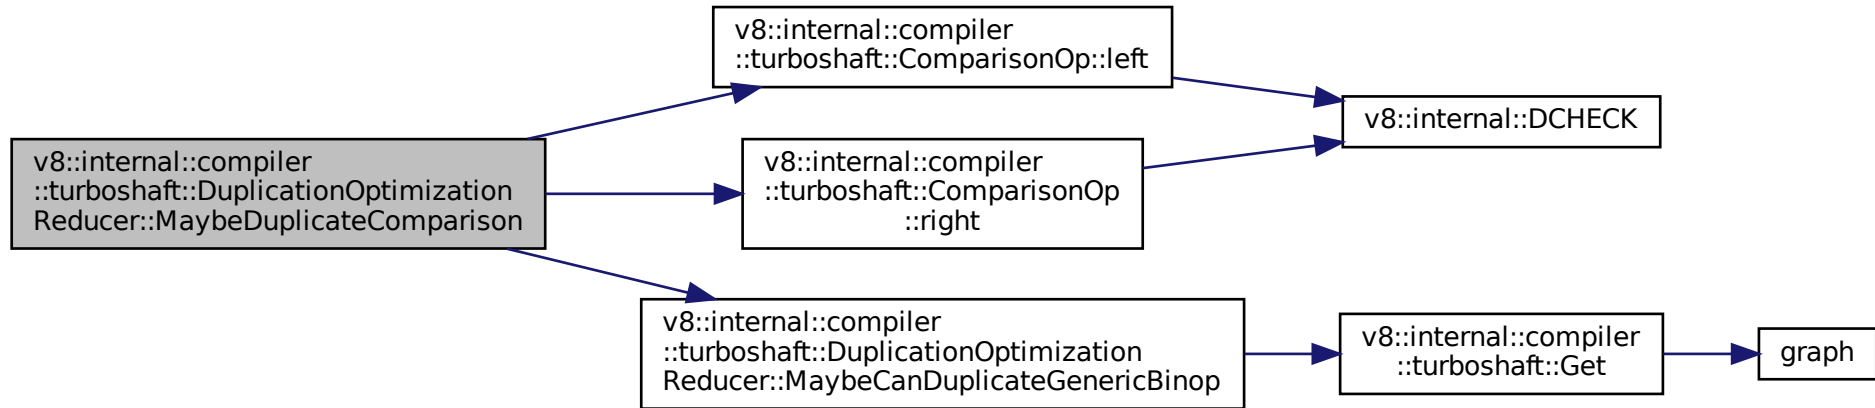 v8::internal::compiler
::turboshaft::ComparisonOp::left
v8::internal::DCHECK
v8::internal::compiler
::turboshaft::DuplicationOptimization
Reducer::MaybeDuplicateComparison
v8::internal::compiler
::turboshaft::ComparisonOp
::right
v8::internal::compiler
::turboshaft::DuplicationOptimization
Reducer::MaybeCanDuplicateGenericBinop
v8::internal::compiler
::turboshaft::Get
graph